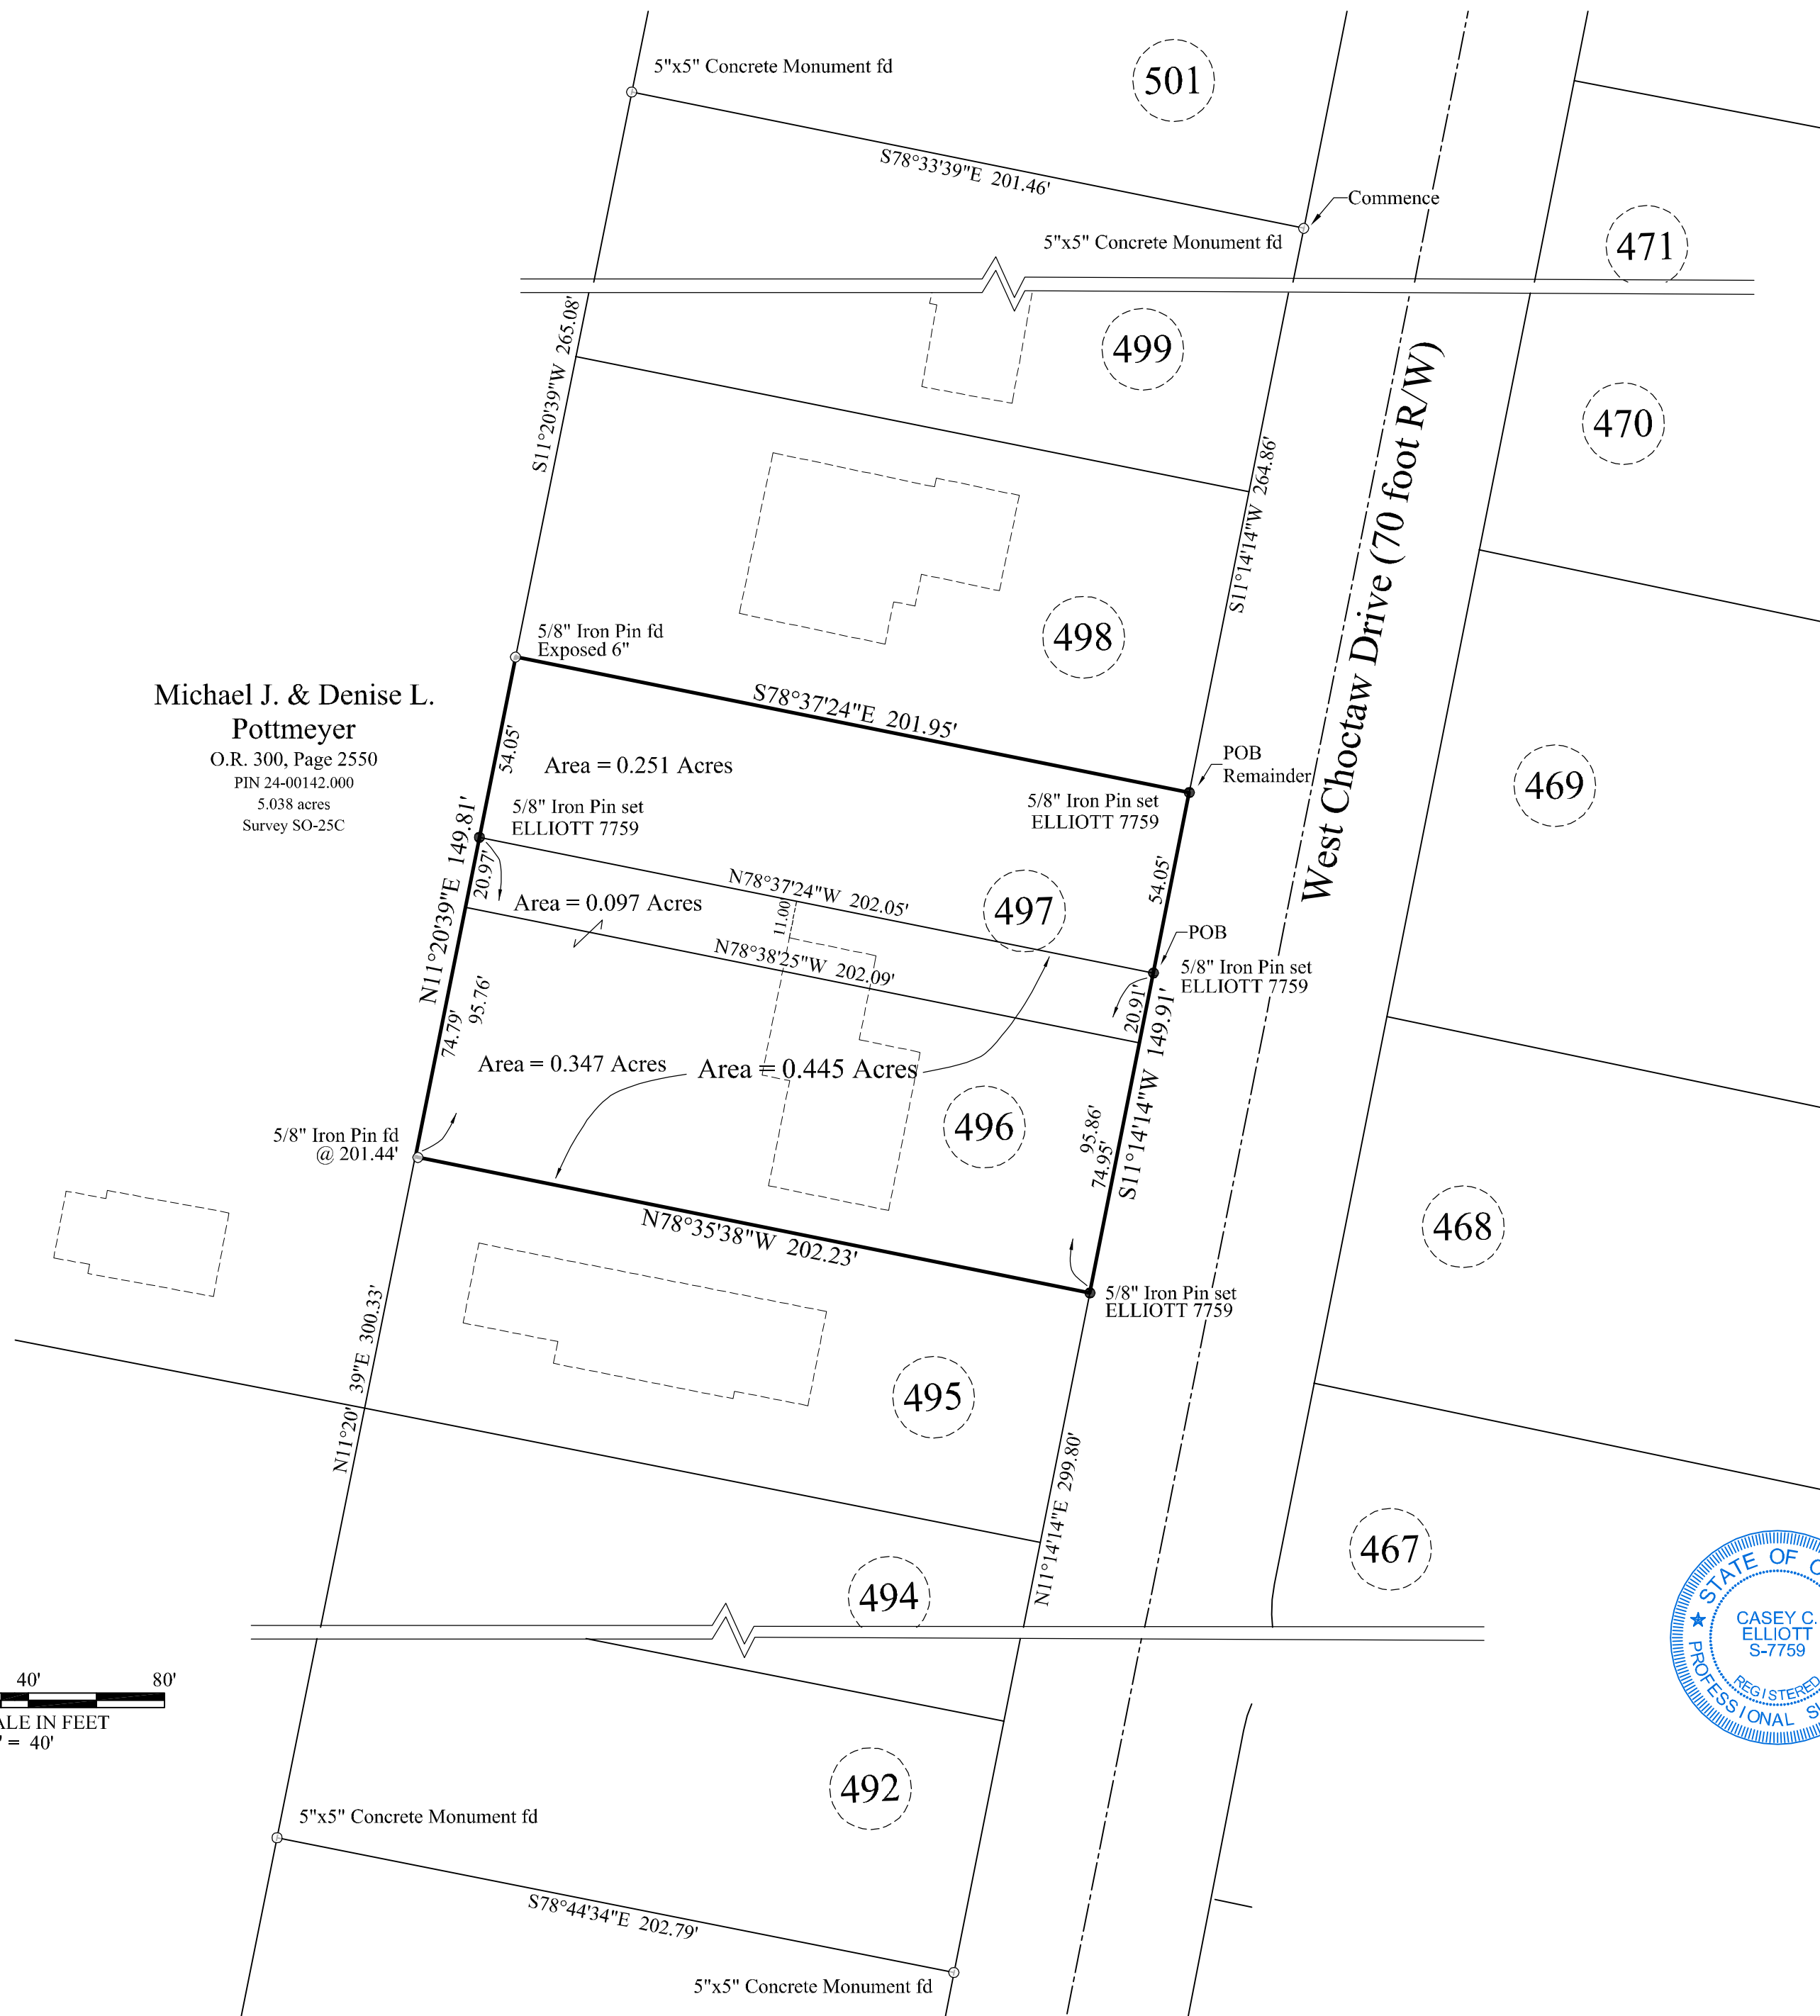 5"x5" Concrete Monument fd
501
S78°33'39"E 201.46'
Commence
5"x5" Concrete Monument fd
471
S11°20'39"W 265.08'
499
470
S11°14'14"W 264.86'
West Choctaw Drive (70 foot R/W)
498
5/8" Iron Pin fd
Exposed 6"
Michael J. & Denise L.
Pottmeyer
O.R. 300, Page 2550
PIN 24-00142.000
5.038 acres
Survey SO-25C
S78°37'24"E 201.95'
POB
Remainder
54.05'
Area = 0.251 Acres
5/8" Iron Pin set
ELLIOTT 7759
5/8" Iron Pin set
ELLIOTT 7759
469
N11°20'39"E 149.81'
20.97'
54.05'
N78°37'24"W 202.05'
497
Area = 0.097 Acres
11.00'
POB
N78°38'25"W 202.09'
5/8" Iron Pin set
ELLIOTT 7759
20.91'
95.76'
74.79'
S11°14'14"W 149.91'
Area = 0.347 Acres
Area = 0.445 Acres
496
95.86'
74.95'
5/8" Iron Pin fd
@ 201.44'
N78°35'38"W 202.23'
468
5/8" Iron Pin set
ELLIOTT 7759
N11°20' 39"E 300.33'
495
N11°14'14"E 299.80'
467
494
STATE OF
CASEY C.
ELLIOTT
S-7759
REGISTERED
PROFESSIONAL
40' 80'
ALE IN FEET
= 40'
492
5"x5" Concrete Monument fd
S78°44'34"E 202.79'
5"x5" Concrete Monument fd